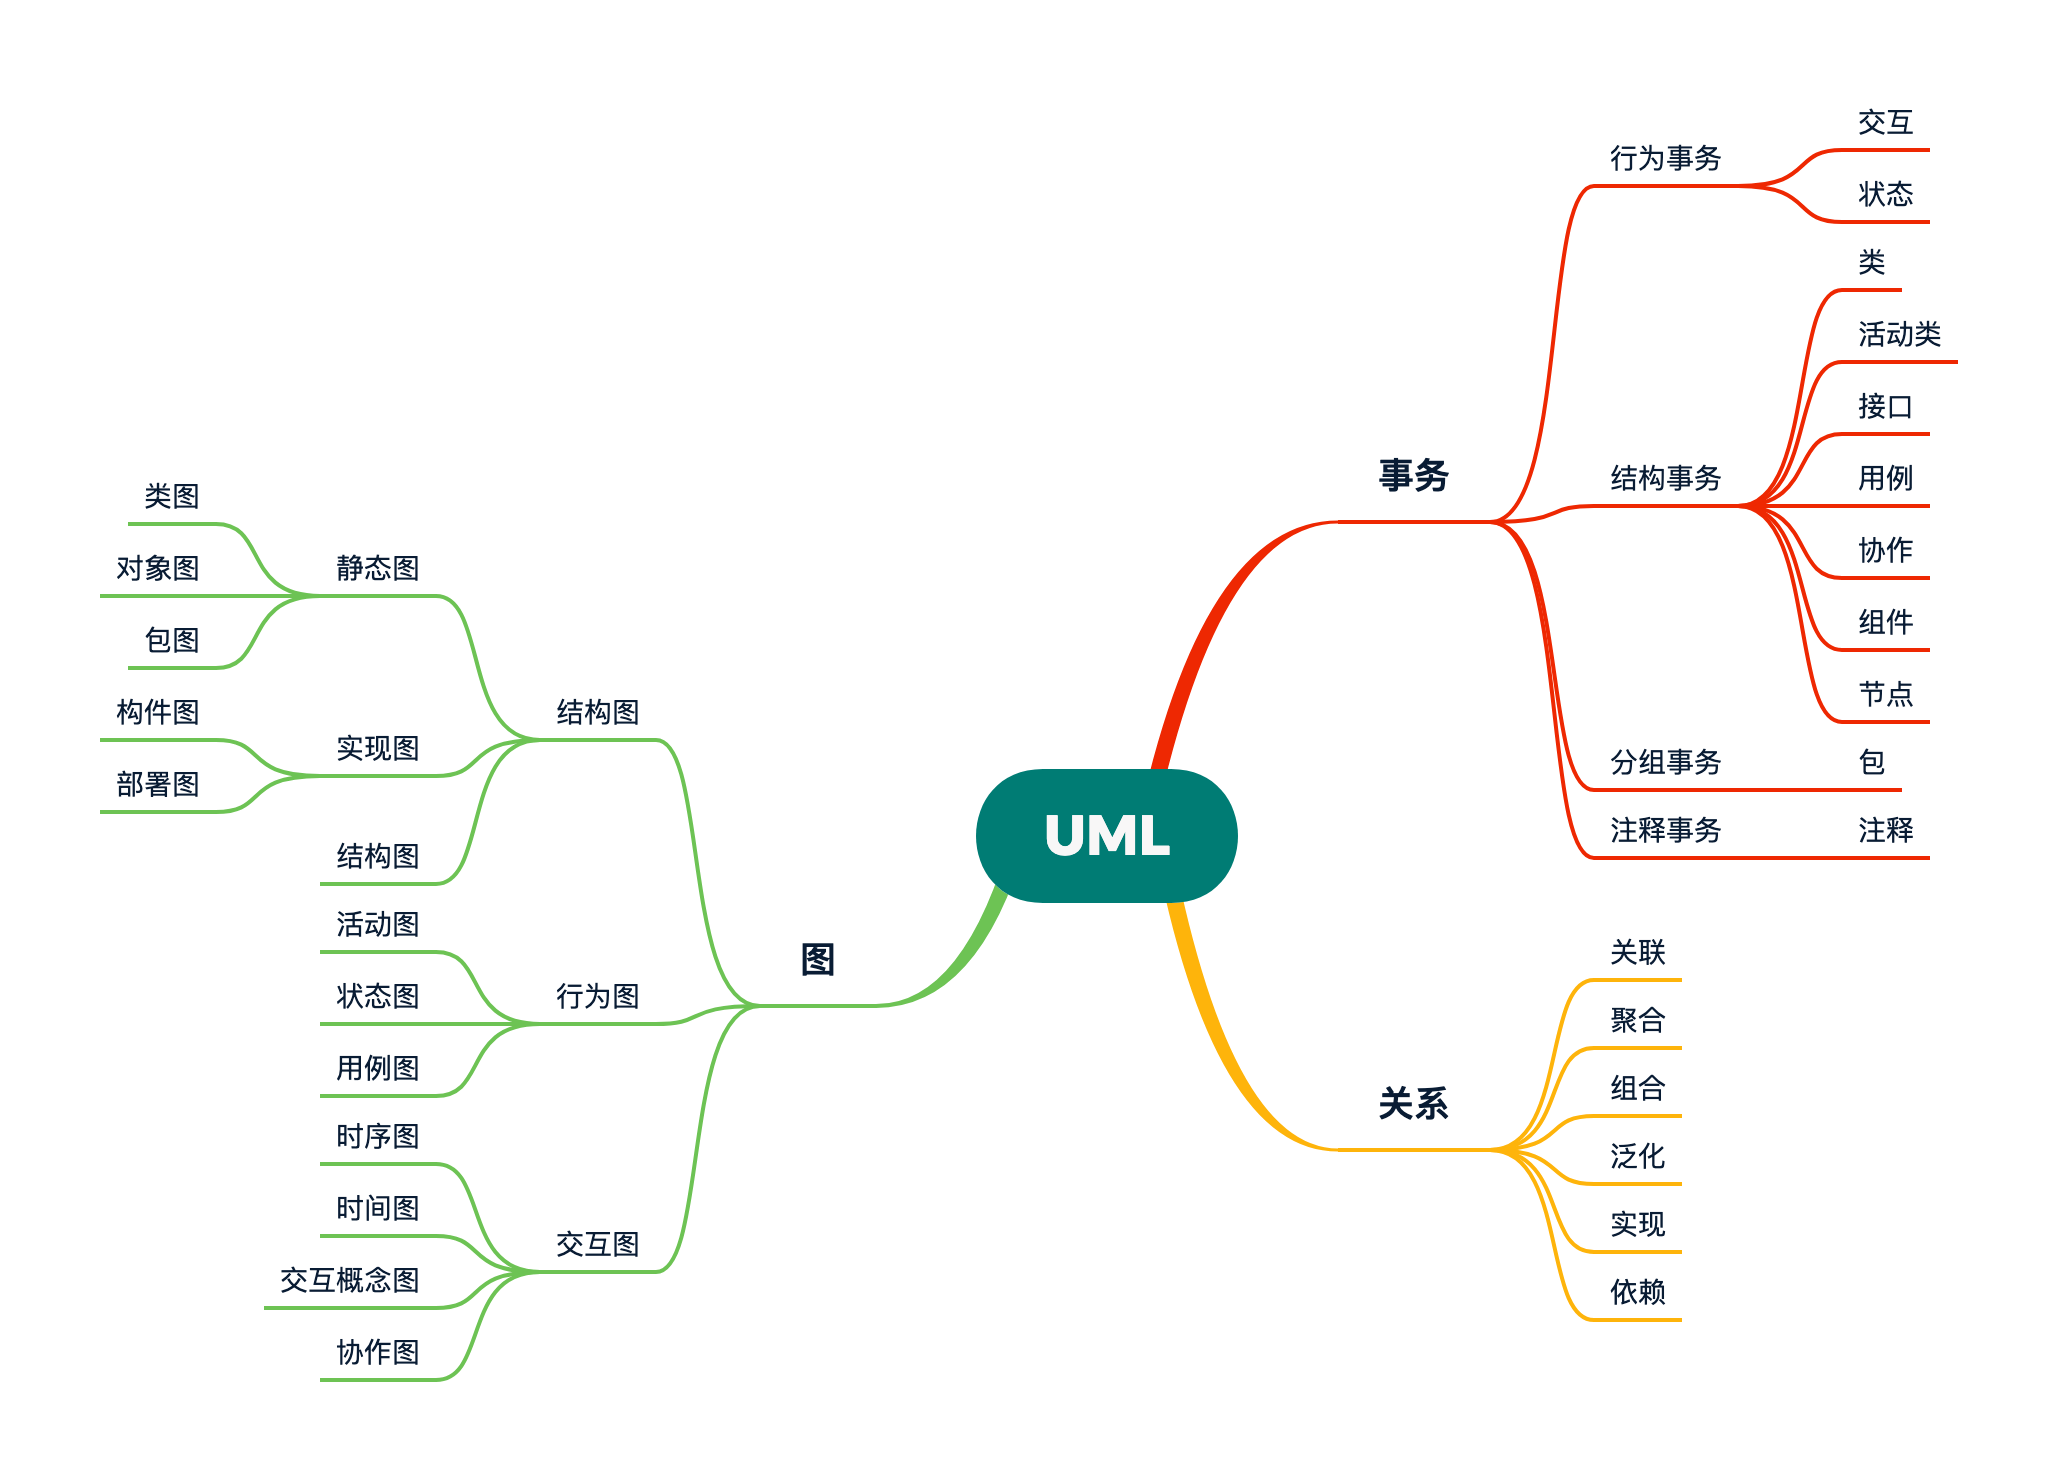 UML
事务
行为事务
交互
状态
结构事务
类
活动类
接口
用例
协作
组件
节点
分组事务
包
注释事务
注释
关系
关联
聚合
组合
泛化
实现
依赖
图
结构图
静态图
类图
对象图
包图
实现图
构件图
部署图
结构图
行为图
活动图
状态图
用例图
交互图
时序图
时间图
交互概念图
协作图